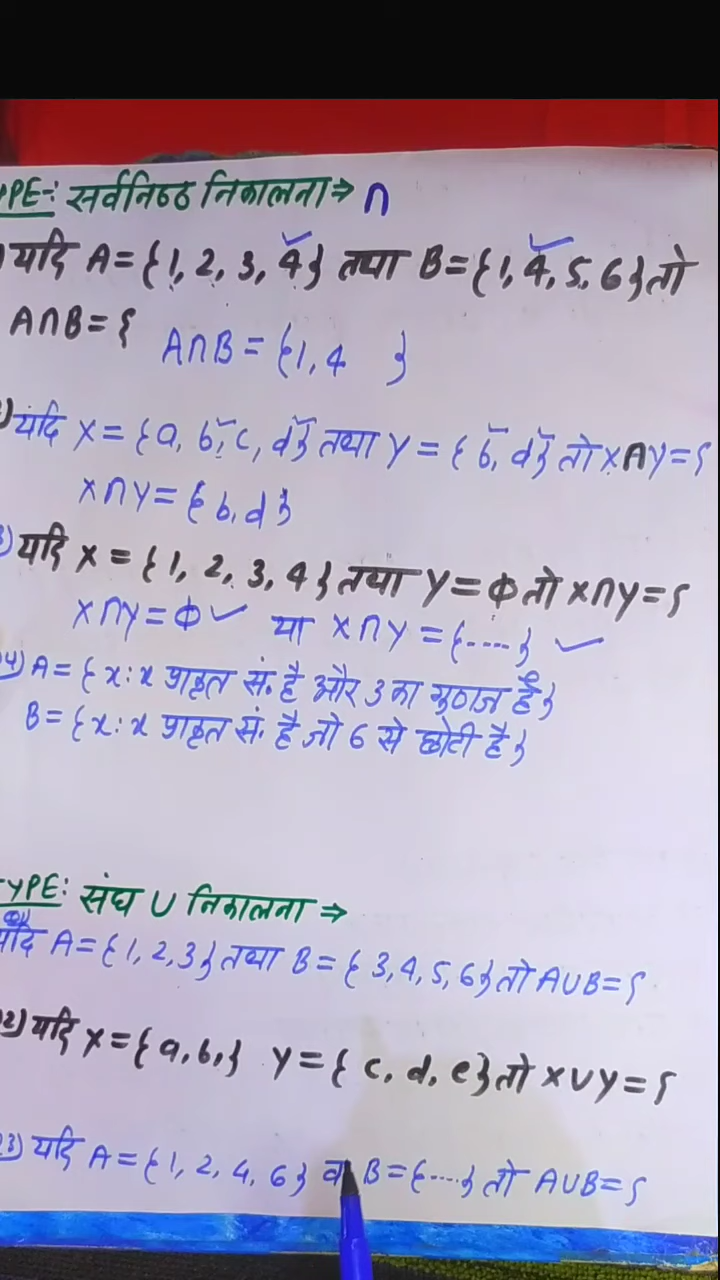 YPE-: सर्वनिष्ठ निकालना⇒ ∩
) यदि A={1, 2, 3, 4} तथा B={1, 4, 5, 6} तो
A∩B={ A∩B = {1, 4 }
) यदि X = {a, b, c, d} तथा Y = { b, d } तो X∩Y={
X∩Y= { b, d }
3) यदि X = {1, 2, 3, 4} तथा Y = ϕ तो X∩Y={
X∩Y=ϕ ✓ या X∩Y = {----} ✓
4) A= { x: x प्राकृत सं. है और 3 का गुणज है }
B= {x: x प्राकृत सं. है जो 6 से छोटी है }
TYPE: संघ ∪ निकालना ⇒
यदि A={1, 2, 3} तथा B= { 3, 4, 5, 6} तो A∪B={
2) यदि X={a, b,} Y={ c, d, e} तो X∪Y={
3) यदि A={1, 2, 4, 6} व B={----} तो A∪B={